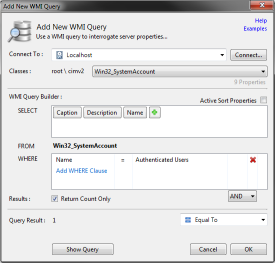 Add New WMI Query
Help
Add New WMI Query
Use a WMI query to interrogate server properties...
Examples
Connect To :
Localhost
Connect...
Classes :
root \ cimv2
Win32_SystemAccount
9 Properties
WMI Query Builder :
Active Sort Properties
SELECT
Caption
Description
Name
FROM
Win32_SystemAccount
WHERE
Name = Authenticated Users
Add WHERE Clause
AND
Results :
Return Count Only
Query Result : 1
Equal To
Show Query
Cancel
OK